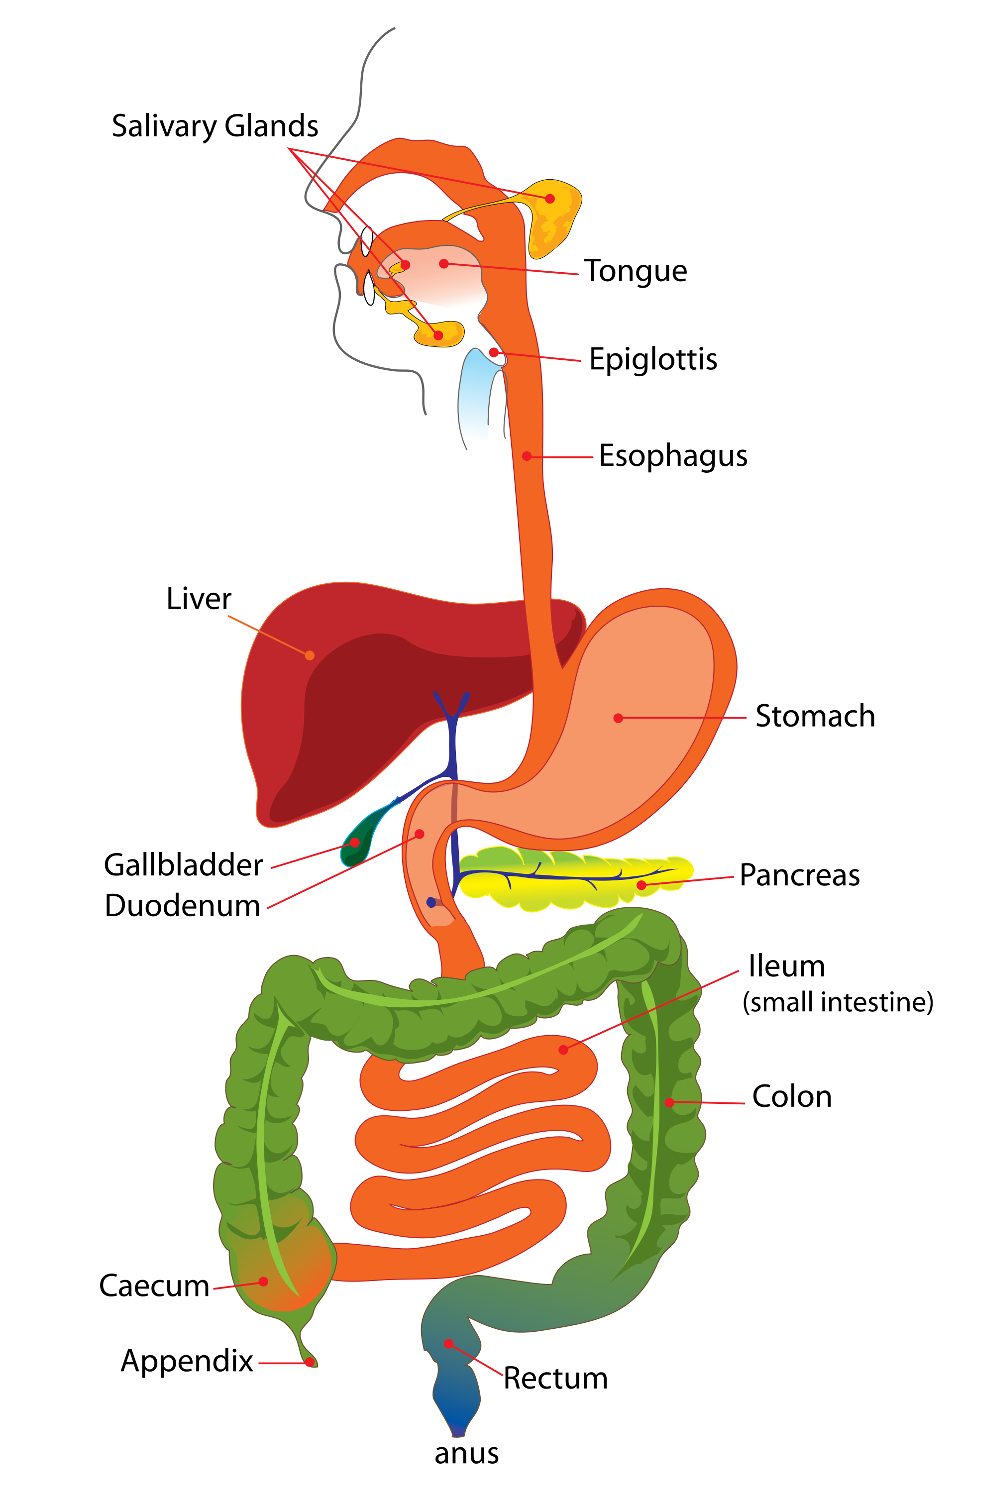 Salivary Glands
Tongue
Epiglottis
Esophagus
Liver
Stomach
Gallbladder
Duodenum
Pancreas
Ileum
(small intestine)
Colon
Caecum
Appendix
Rectum
anus